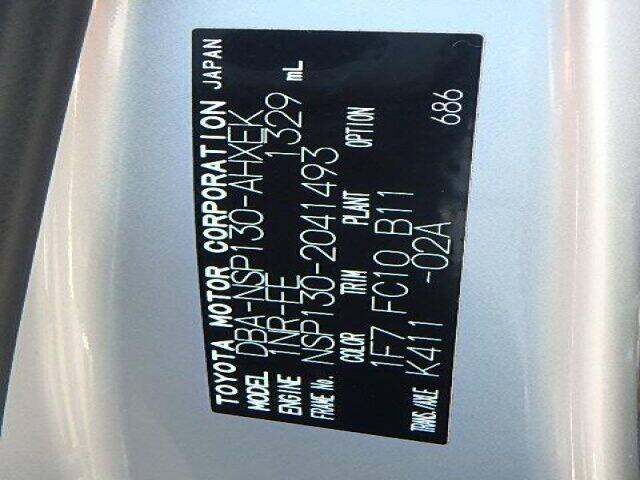 TOYOTA MOTOR CORPORATION JAPAN
MODEL DBA-NSP130-AHXEK
ENGINE 1NR-FE 1329 mL
FRAME No. NSP130-2041493
COLOR TRIM PLANT OPTION
1F7 FC10 B11
TRANS./AXLE K411 -02A 686